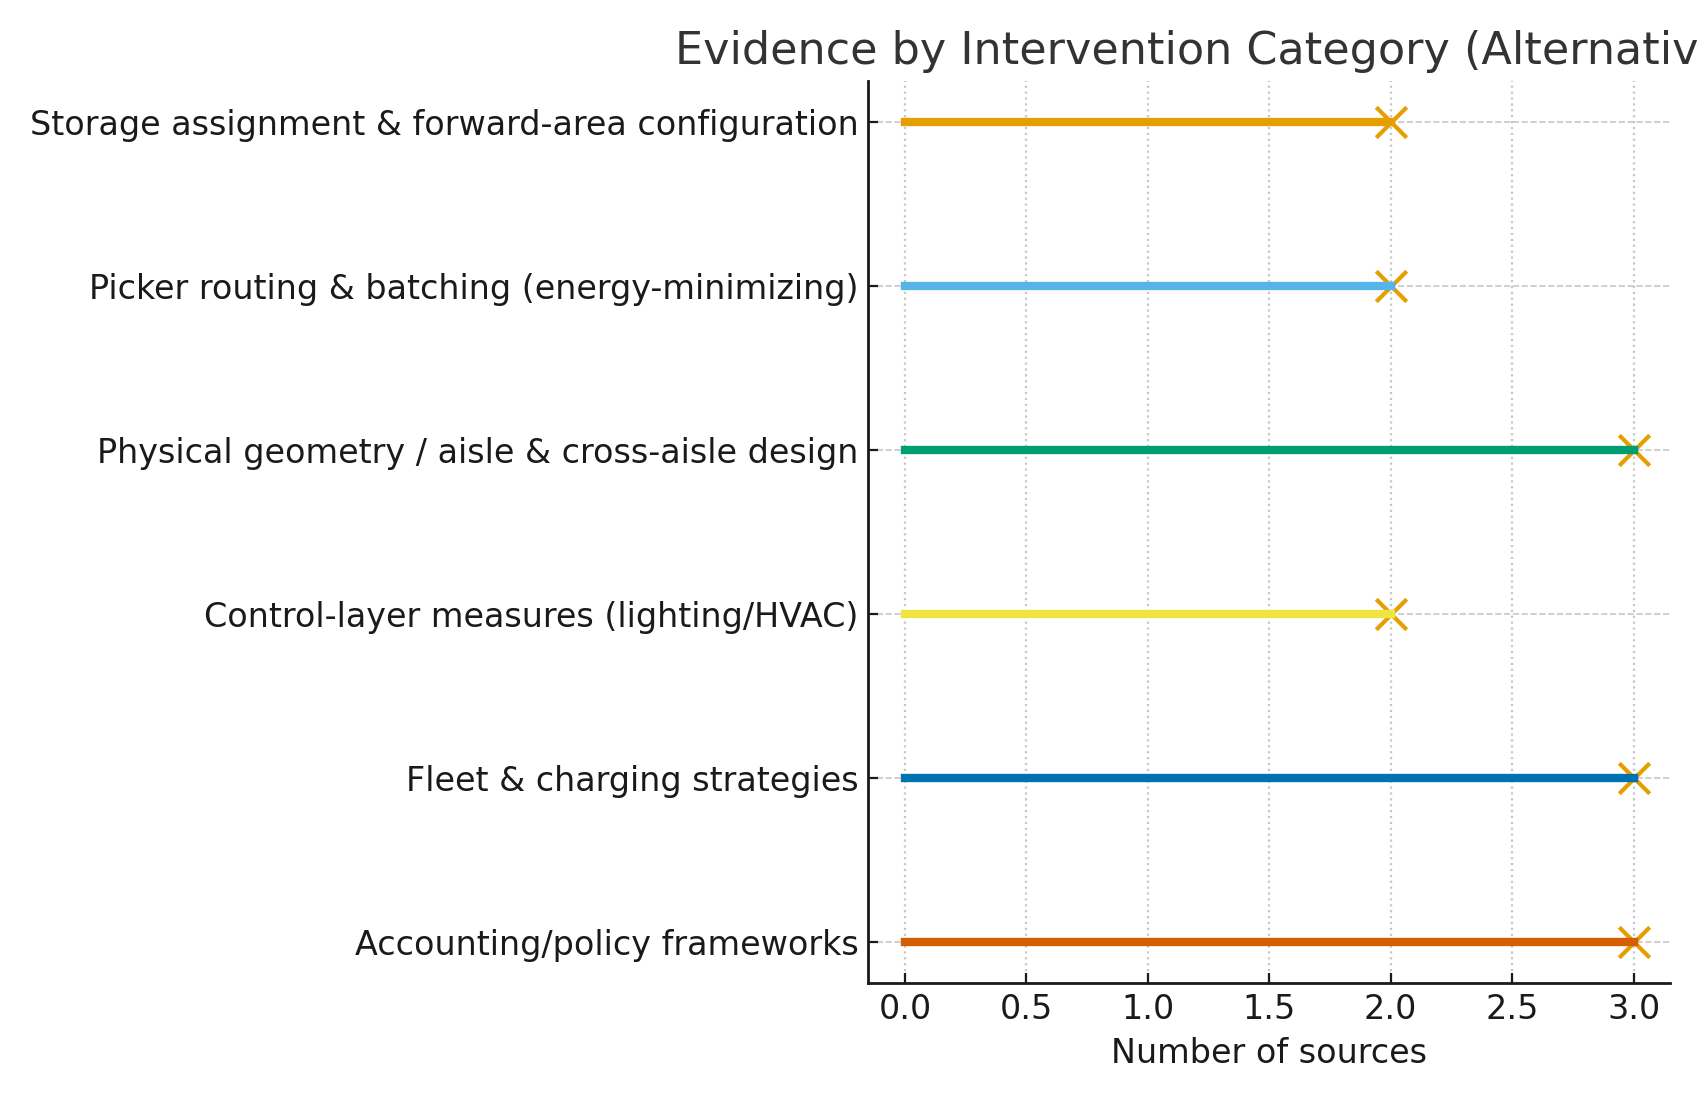 Evidence by Intervention Category (Alternativ
Storage assignment & forward-area configuration
Picker routing & batching (energy-minimizing)
Physical geometry / aisle & cross-aisle design
Control-layer measures (lighting/HVAC)
Fleet & charging strategies
Accounting/policy frameworks
0.0 0.5 1.0 1.5 2.0 2.5 3.0
Number of sources